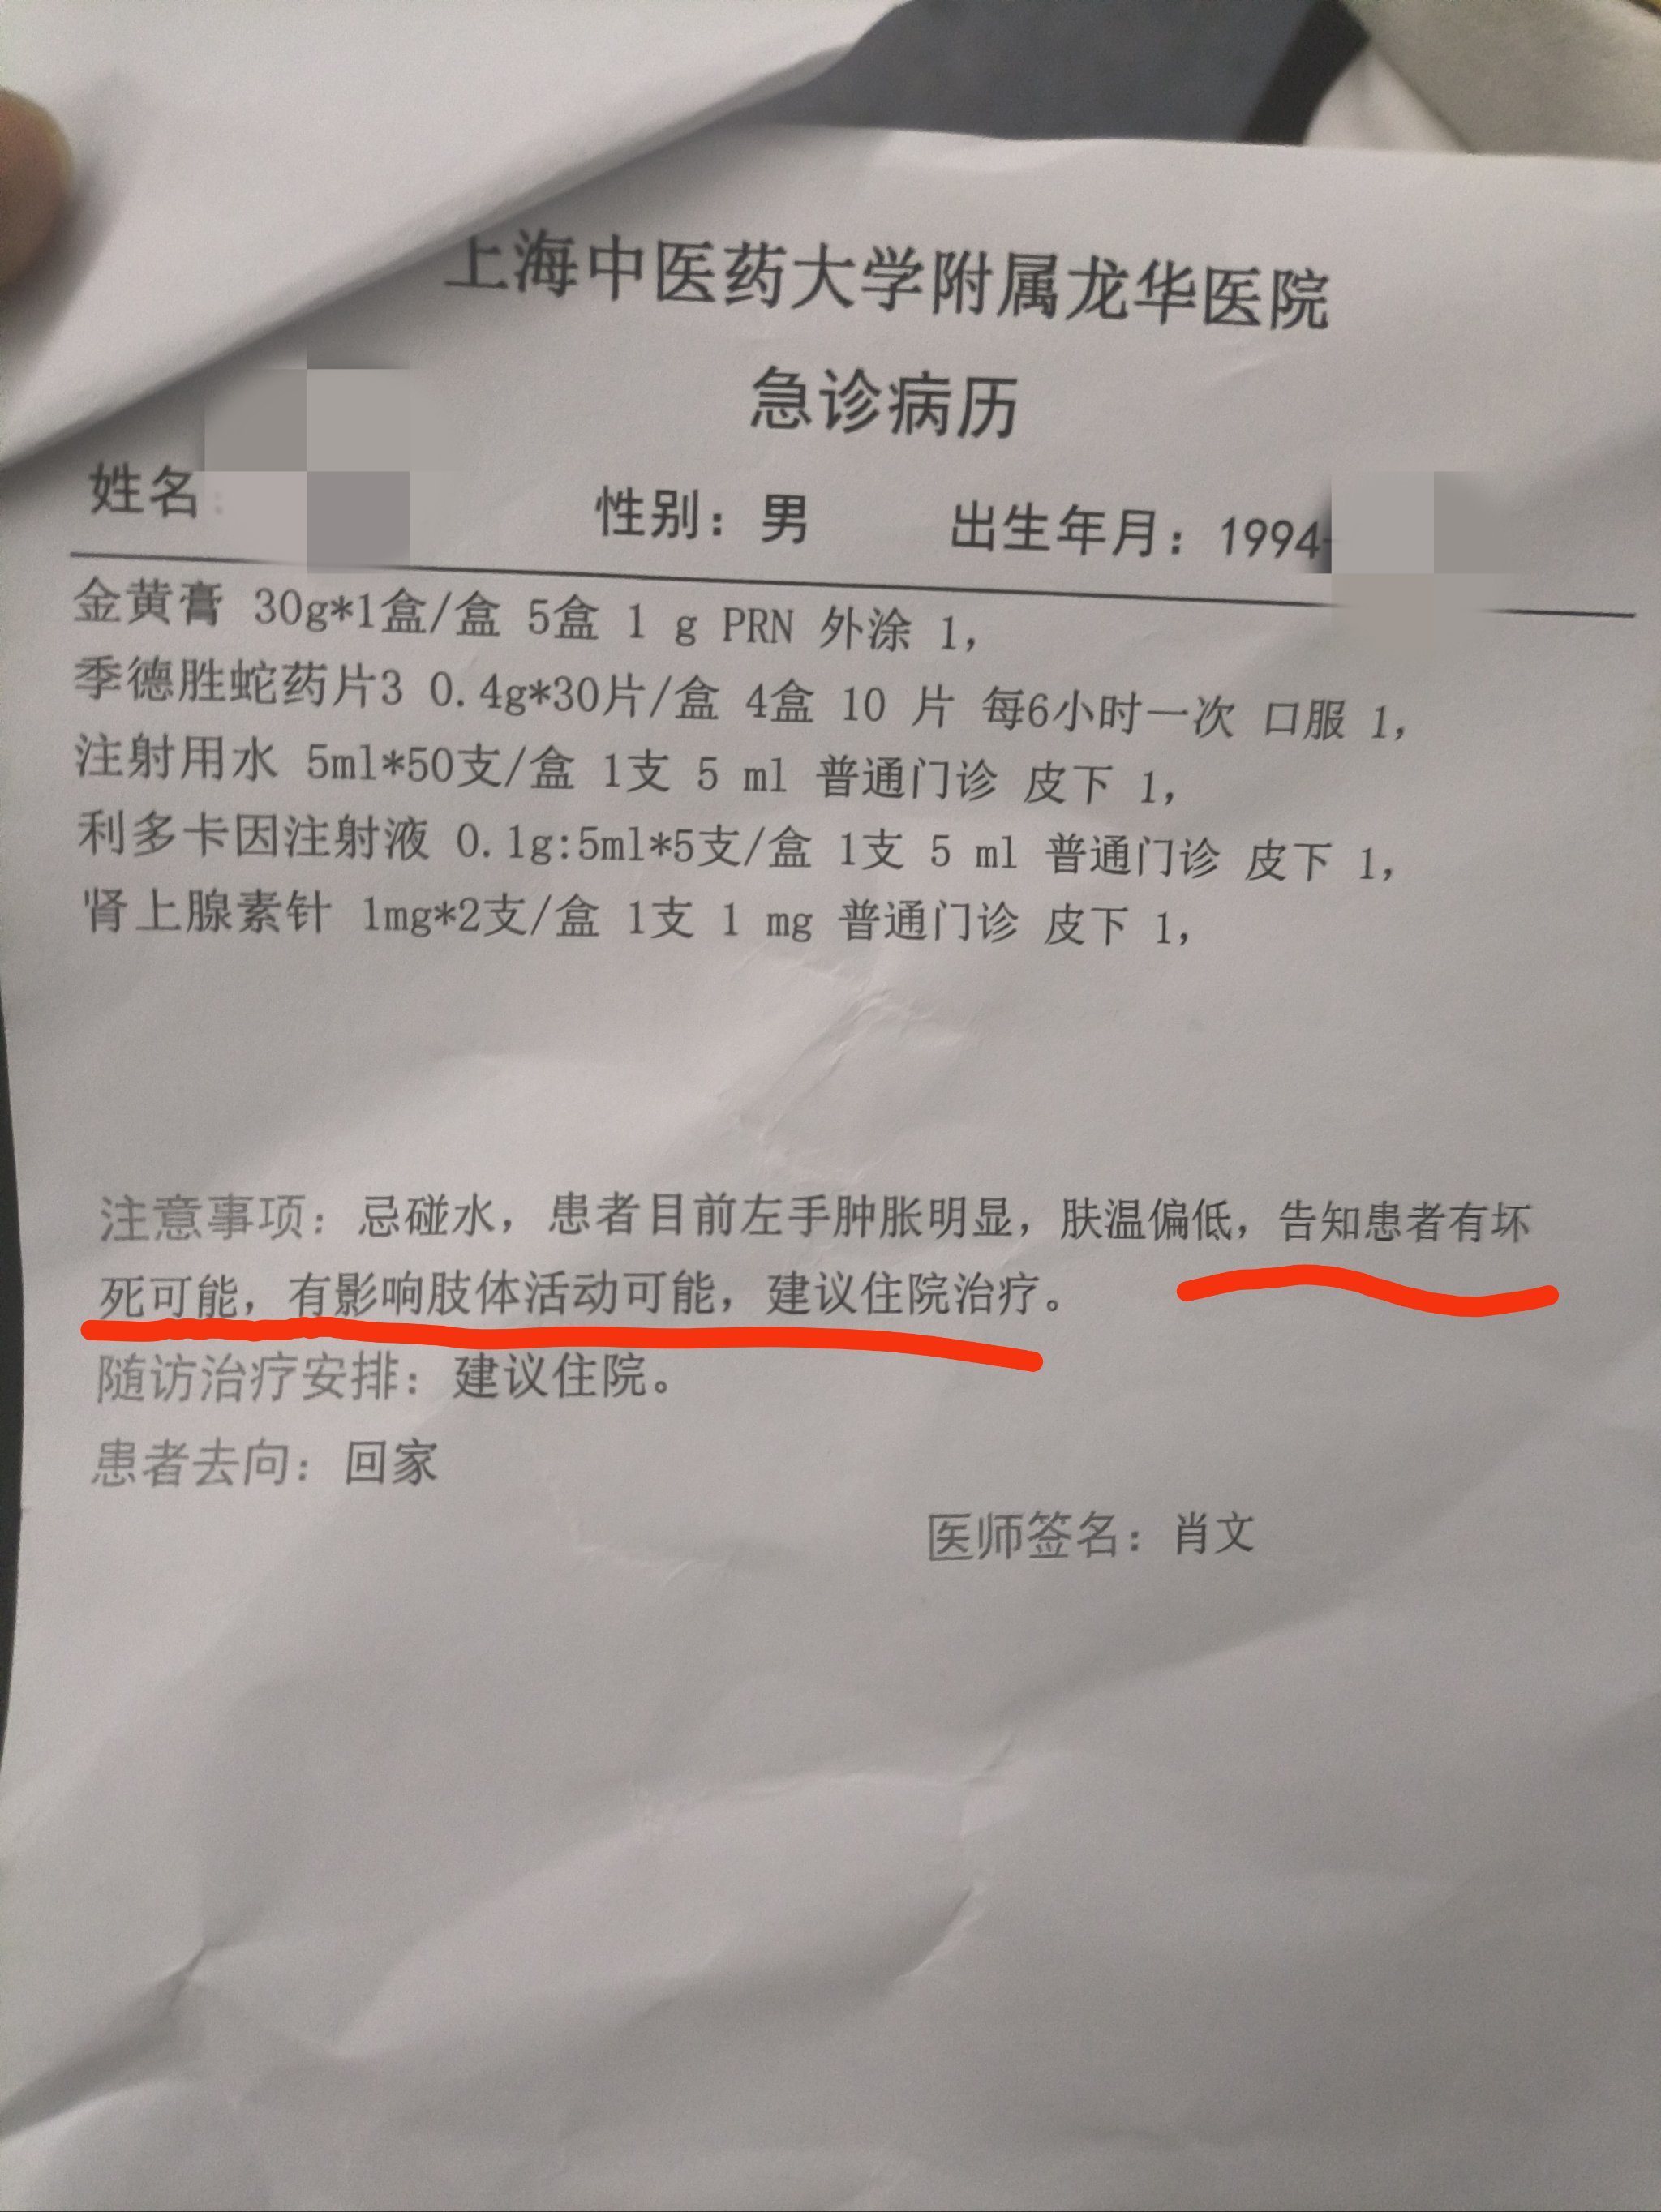 上海中医药大学附属龙华医院
急诊病历
姓名: 性别：男 出生年月：1994-
金黄膏 30g*1盒/盒 5盒 1 g PRN 外涂 1，
季德胜蛇药片3 0.4g*30片/盒 4盒 10 片 每6小时一次 口服 1，
注射用水 5ml*50支/盒 1支 5 ml 普通门诊 皮下 1，
利多卡因注射液 0.1g:5ml*5支/盒 1支 5 ml 普通门诊 皮下 1，
肾上腺素针 1mg*2支/盒 1支 1 mg 普通门诊 皮下 1，
注意事项：忌碰水，患者目前左手肿胀明显，肤温偏低，告知患者有坏
死可能，有影响肢体活动可能，建议住院治疗。
随访治疗安排：建议住院。
患者去向：回家
医师签名：肖文